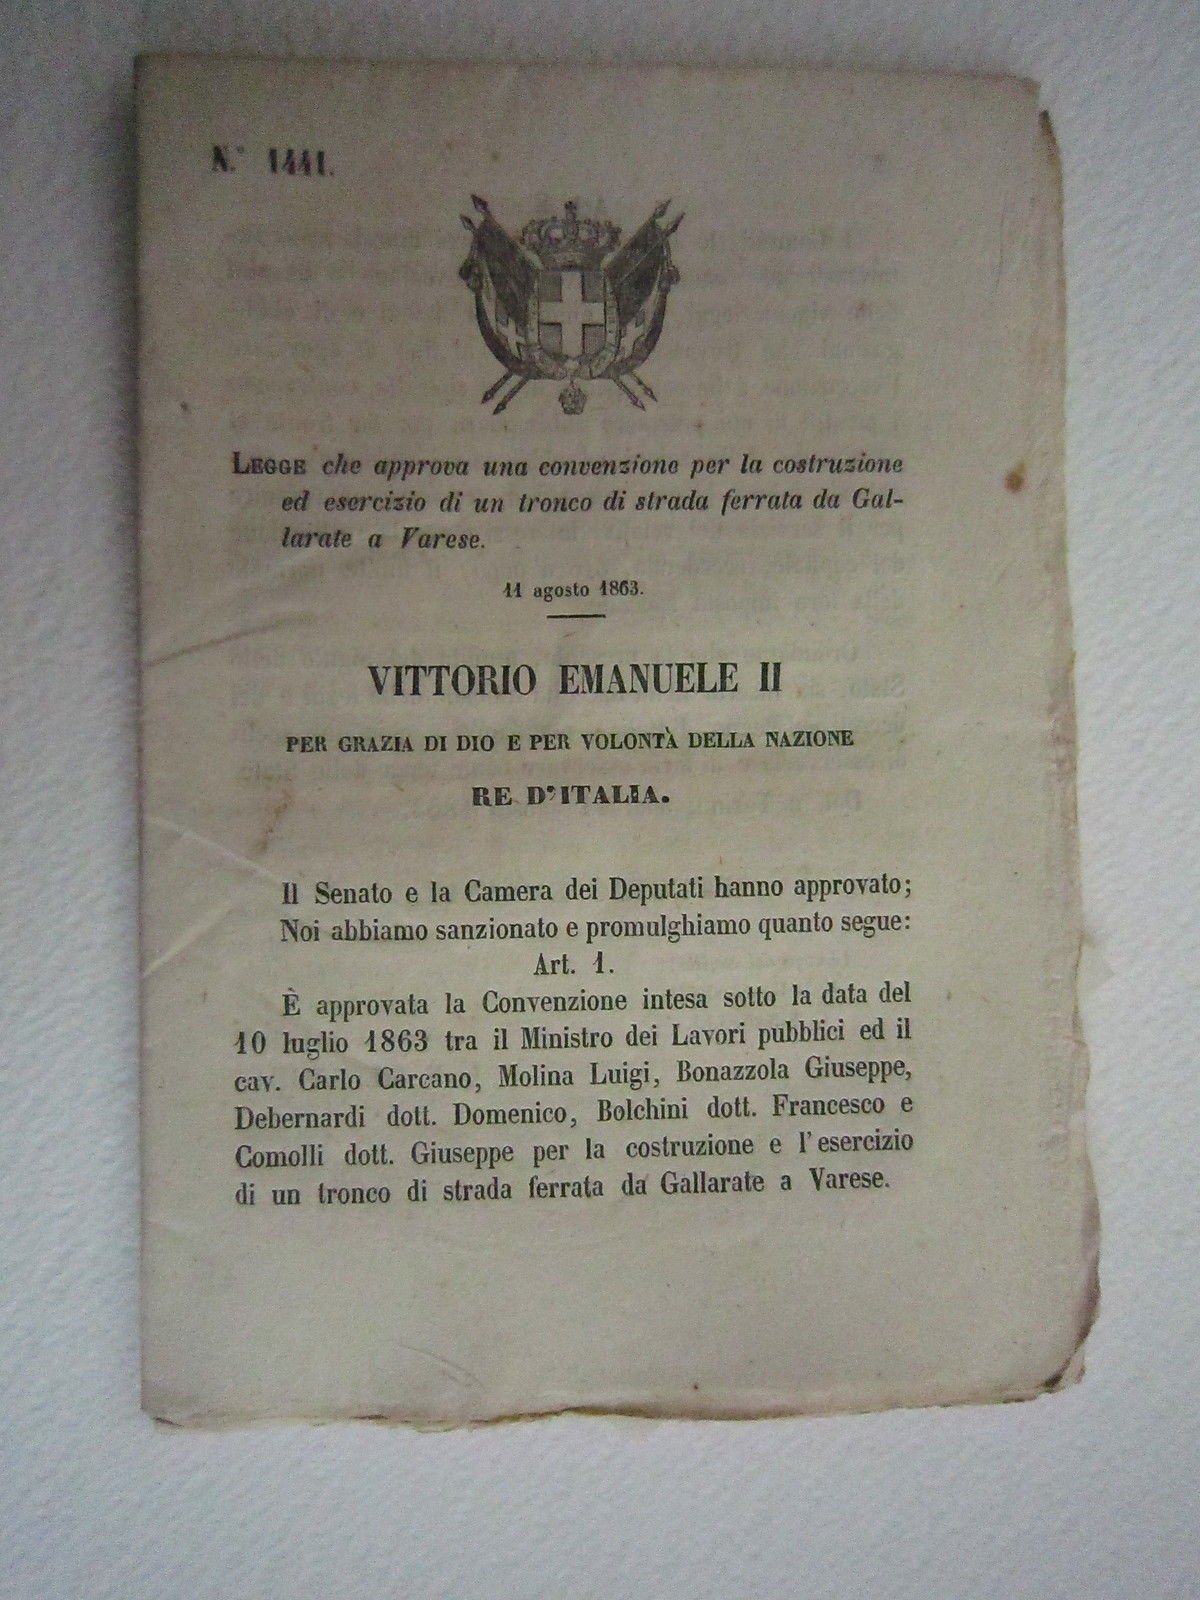 N.° 1441.
LEGGE che approva una convenzione per la costruzione
ed esercizio di un tronco di strada ferrata da Gal-
larate a Varese.
11 agosto 1863.
VITTORIO EMANUELE II
PER GRAZIA DI DIO E PER VOLONTÀ DELLA NAZIONE
RE D'ITALIA.
Il Senato e la Camera dei Deputati hanno approvato;
Noi abbiamo sanzionato e promulghiamo quanto segue:
Art. 1.
È approvata la Convenzione intesa sotto la data del
10 luglio 1863 tra il Ministro dei Lavori pubblici ed il
cav. Carlo Carcano, Molina Luigi, Bonazzola Giuseppe,
Debernardi dott. Domenico, Bolchini dott. Francesco e
Comolli dott. Giuseppe per la costruzione e l'esercizio
di un tronco di strada ferrata da Gallarate a Varese.